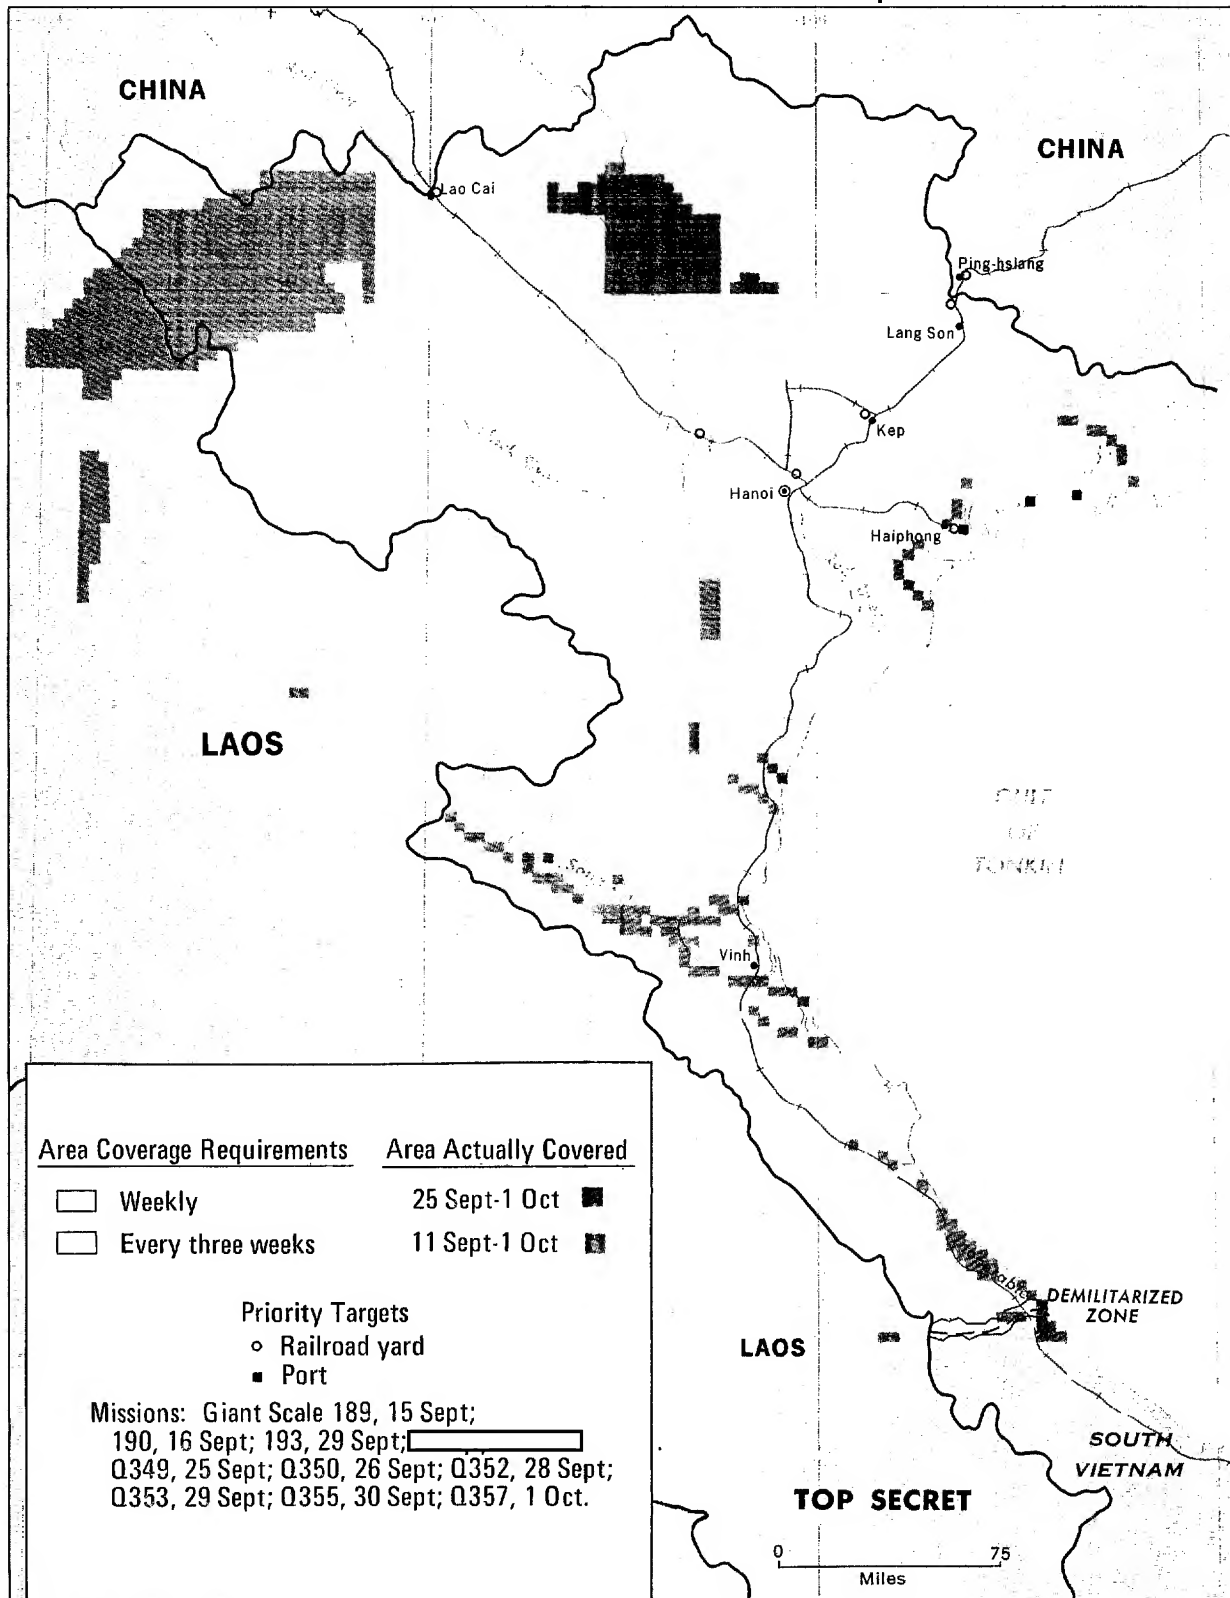 CHINA
CHINA
Lao Cai
Ping-hsiang
Lang Son
Kep
Hanoi
Haiphong
LAOS
GULF
OF
TONKIN
Vinh
DEMILITARIZED
ZONE
LAOS
SOUTH
VIETNAM
TOP SECRET
0 75
Miles
Area Coverage Requirements Area Actually Covered
Weekly 25 Sept-1 Oct
Every three weeks 11 Sept-1 Oct
Priority Targets
Railroad yard
Port
Missions: Giant Scale 189, 15 Sept;
190, 16 Sept; 193, 29 Sept;
Q349, 25 Sept; Q350, 26 Sept; Q352, 28 Sept;
Q353, 29 Sept; Q355, 30 Sept; Q357, 1 Oct.